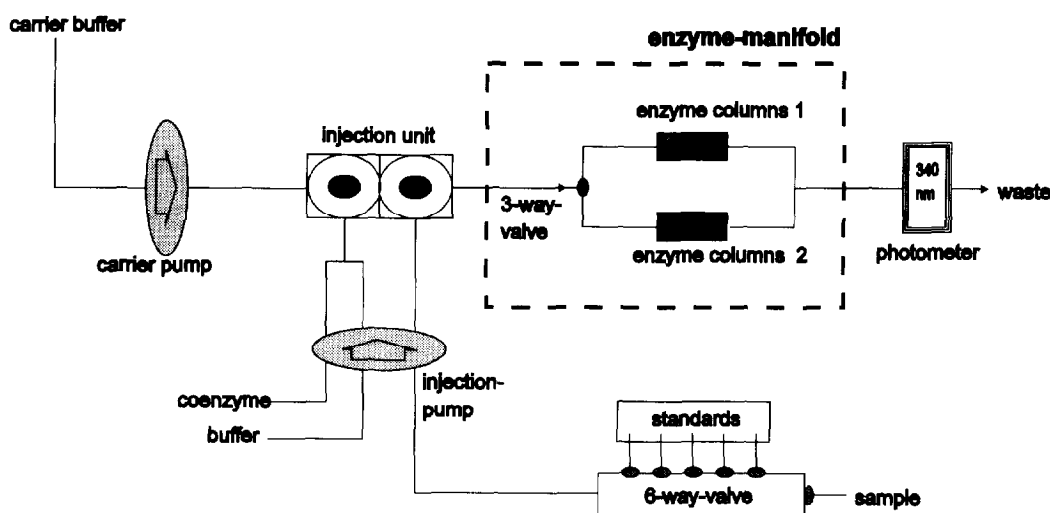 carrier buffer
enzyme-manifold
enzyme columns 1
injection unit
340
nm
3-way-
valve
waste
enzyme columns 2
photometer
carrier pump
coenzyme
injection-
pump
buffer
standards
6-way-valve
sample